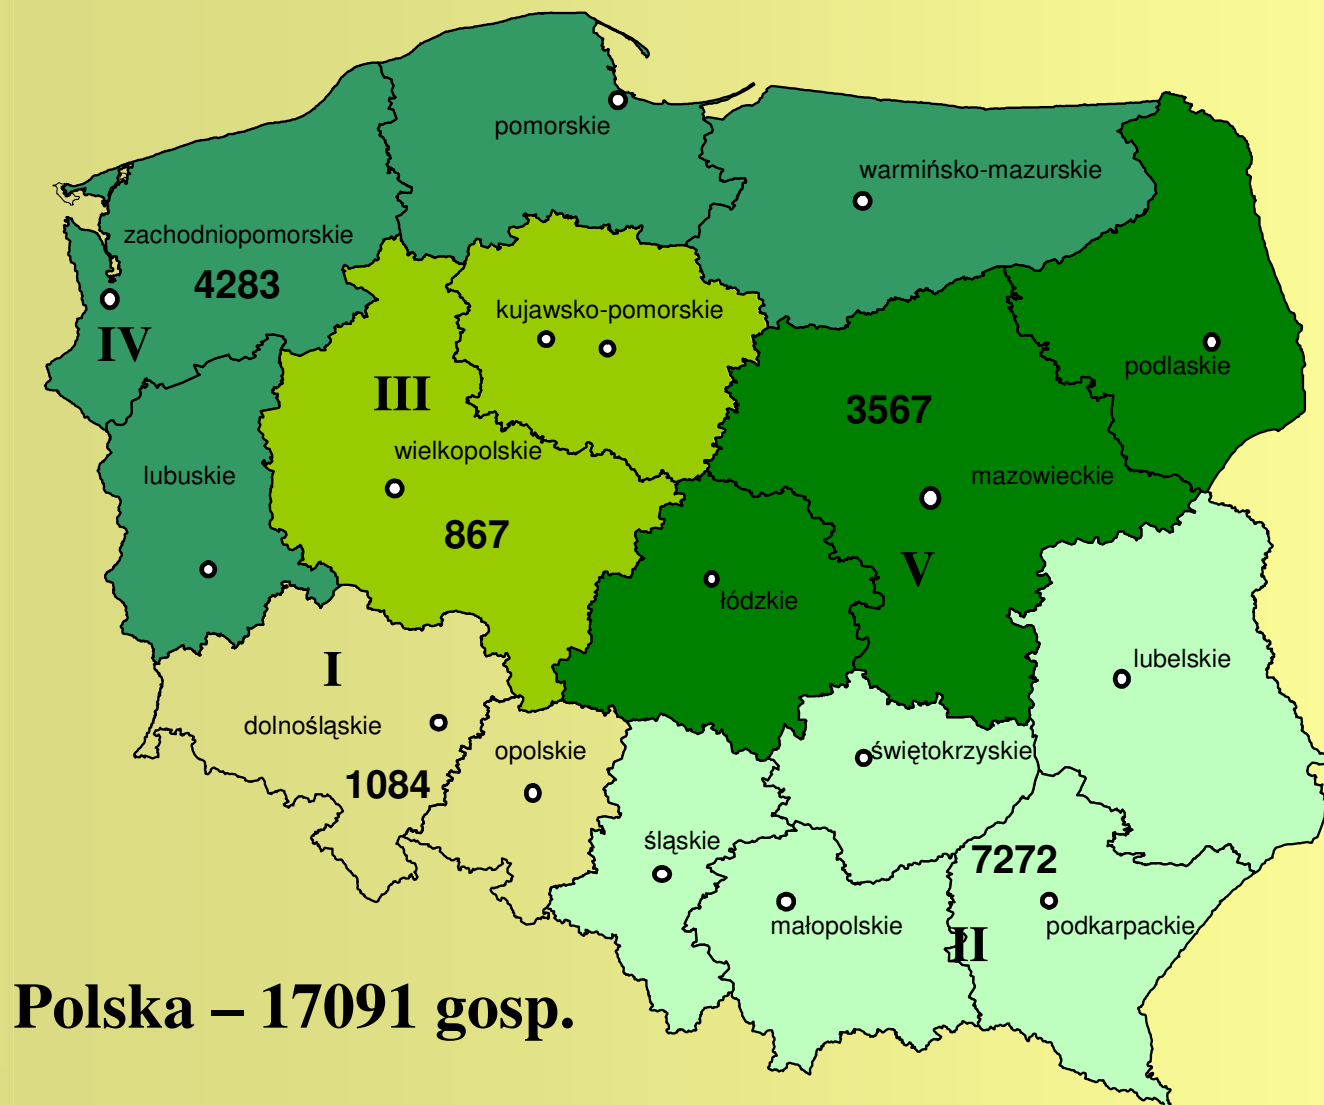 pomorskie
warmińsko-mazurskie
zachodniopomorskie
4283
IV
kujawsko-pomorskie
podlaskie
III
3567
wielkopolskie
lubuskie
mazowieckie
867
V
łódzkie
lubelskie
I
dolnośląskie
opolskie
świętokrzyskie
1084
śląskie
7272
małopolskie
podkarpackie
II
Polska – 17091 gosp.